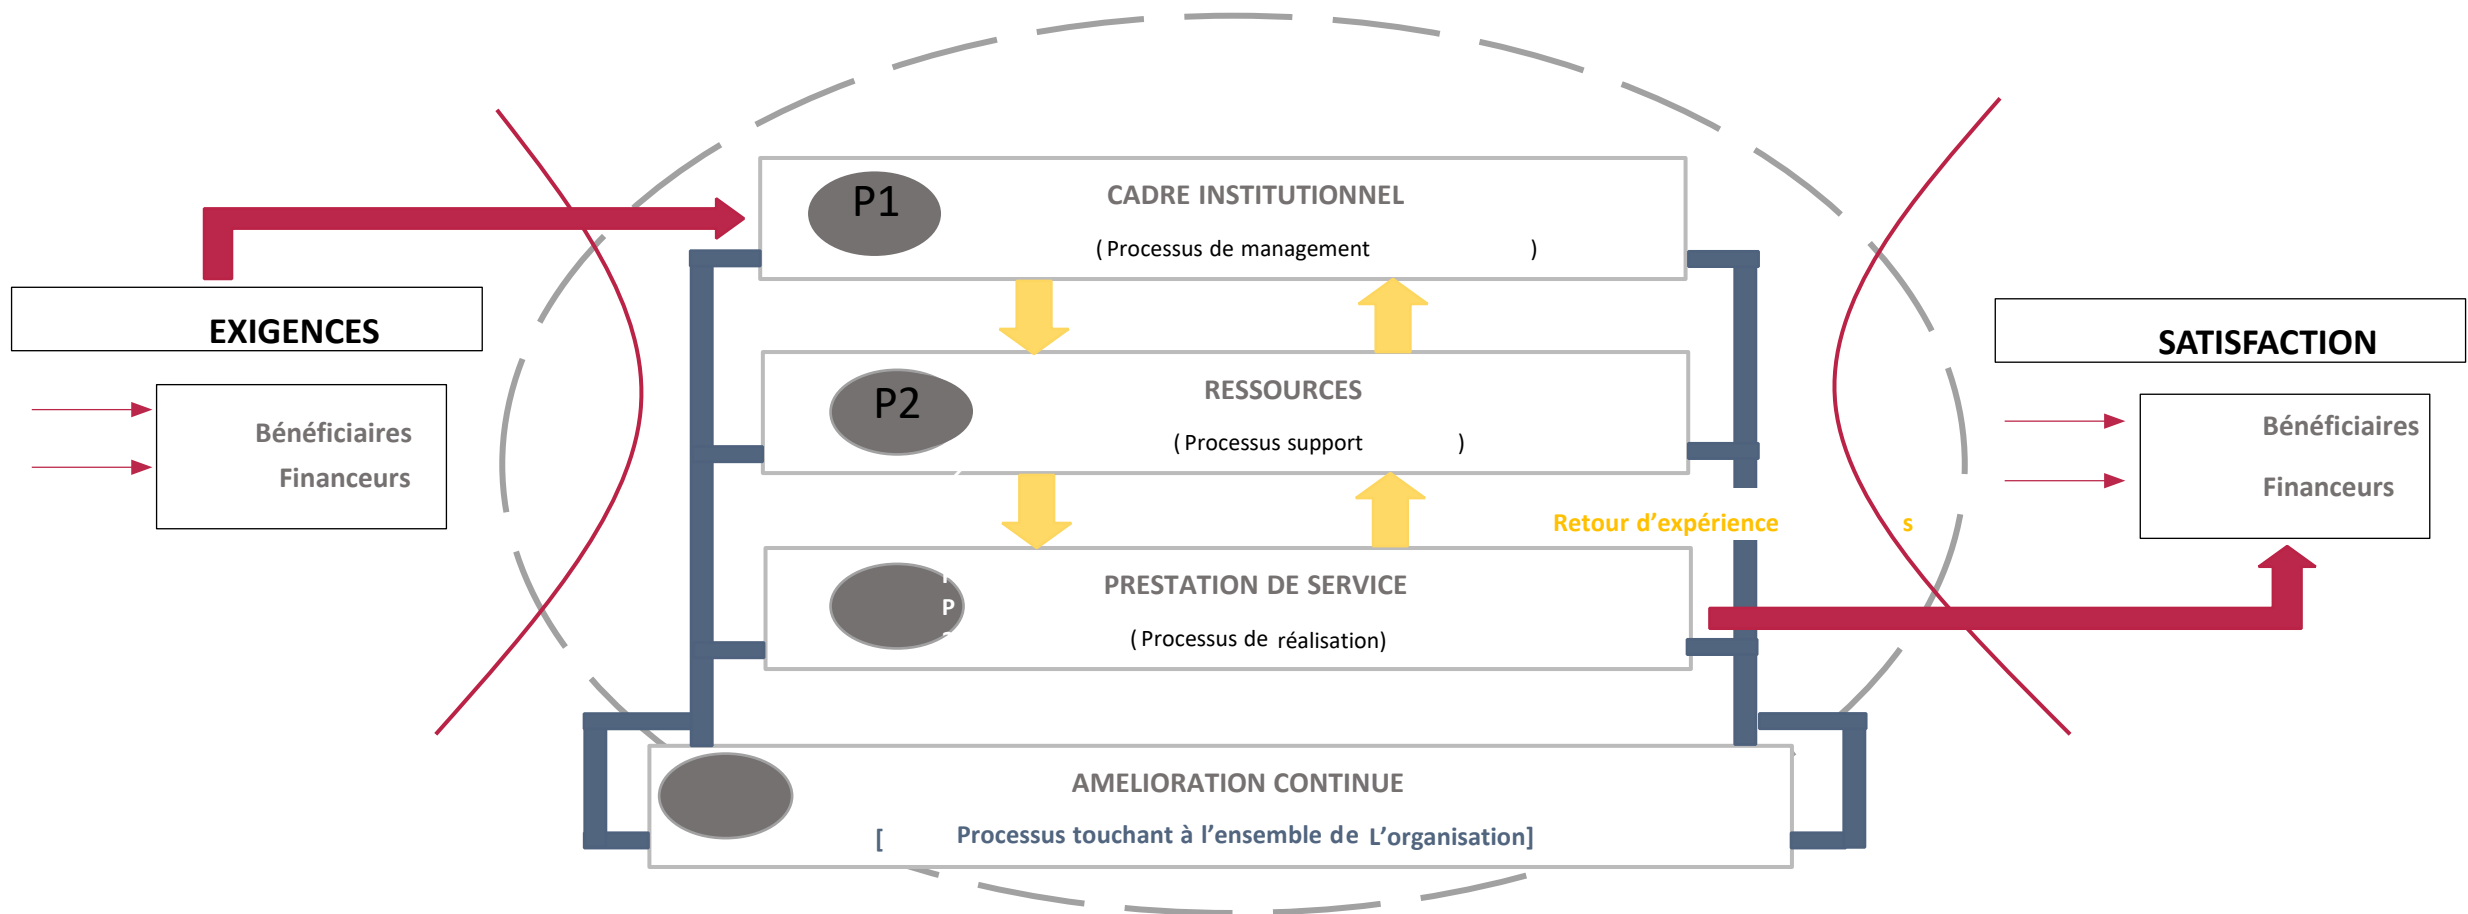 P1
CADRE INSTITUTIONNEL
( Processus de management )
EXIGENCES
Bénéficiaires
Financeurs
P2
RESSOURCES
( Processus support )
SATISFACTION
Bénéficiaires
Financeurs
Retour d’expérience s
P
PRESTATION DE SERVICE
( Processus de réalisation)
AMELIORATION CONTINUE
[ Processus touchant à l’ensemble de L’organisation]